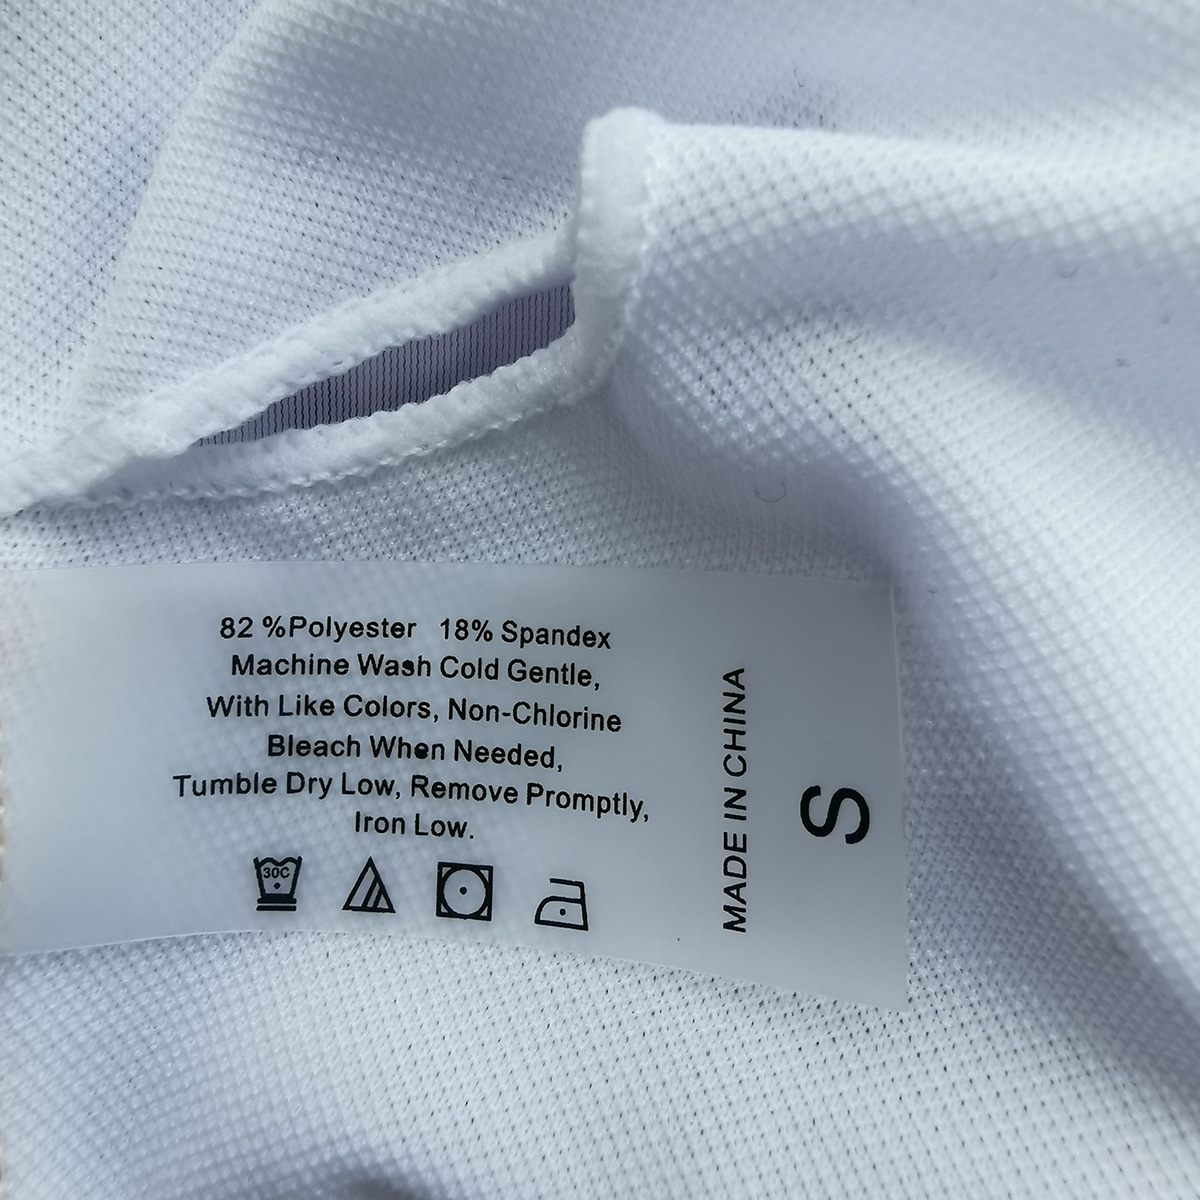 82 %Polyester 18% Spandex
Machine Wash Cold Gentle,
With Like Colors, Non-Chlorine
Bleach When Needed,
Tumble Dry Low, Remove Promptly,
Iron Low.
30C
MADE IN CHINA
S